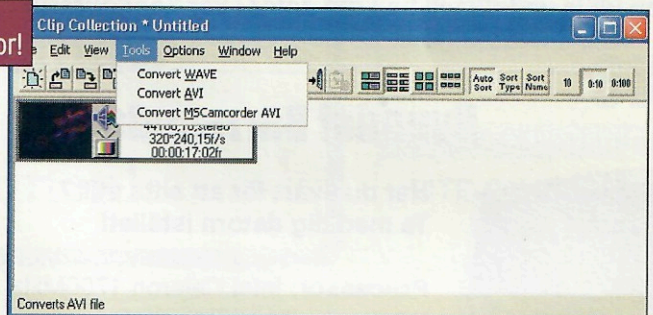 or!
Clip Collection * Untitled
e Edit View Tools Options Window Help
Convert WAVE
Convert AVI
Convert MSCamcorder AVI
Auto Sort Sort Sort Type Name 10 0:10 0:100
44100,16,stereo
320*240,15f/s
00:00:17:02fr
Converts AVI file